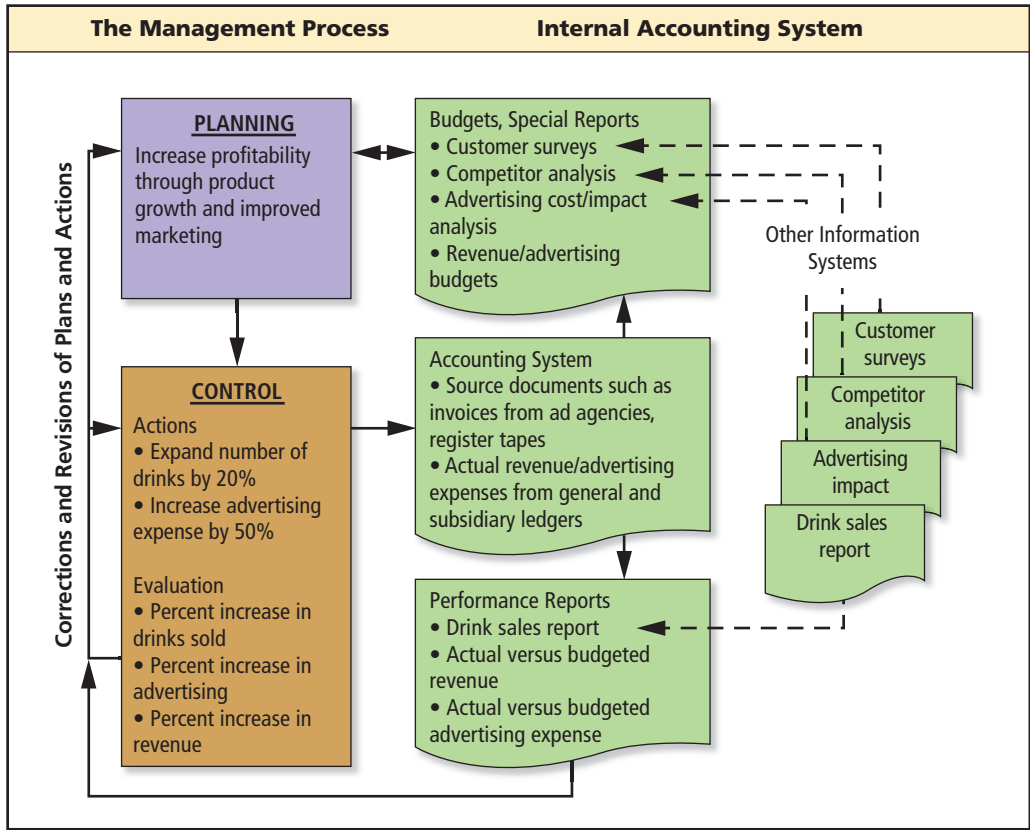 The Management Process
Internal Accounting System
Corrections and Revisions of Plans and Actions
PLANNING
Increase profitability
through product
growth and improved
marketing
CONTROL
Actions
• Expand number of
drinks by 20%
• Increase advertising
expense by 50%
Evaluation
• Percent increase in
drinks sold
• Percent increase in
advertising
• Percent increase in
revenue
Budgets, Special Reports
• Customer surveys
• Competitor analysis
• Advertising cost/impact
analysis
• Revenue/advertising
budgets
Accounting System
• Source documents such as
invoices from ad agencies,
register tapes
• Actual revenue/advertising
expenses from general and
subsidiary ledgers
Performance Reports
• Drink sales report
• Actual versus budgeted
revenue
• Actual versus budgeted
advertising expense
Other Information
Systems
Customer
surveys
Competitor
analysis
Advertising
impact
Drink sales
report